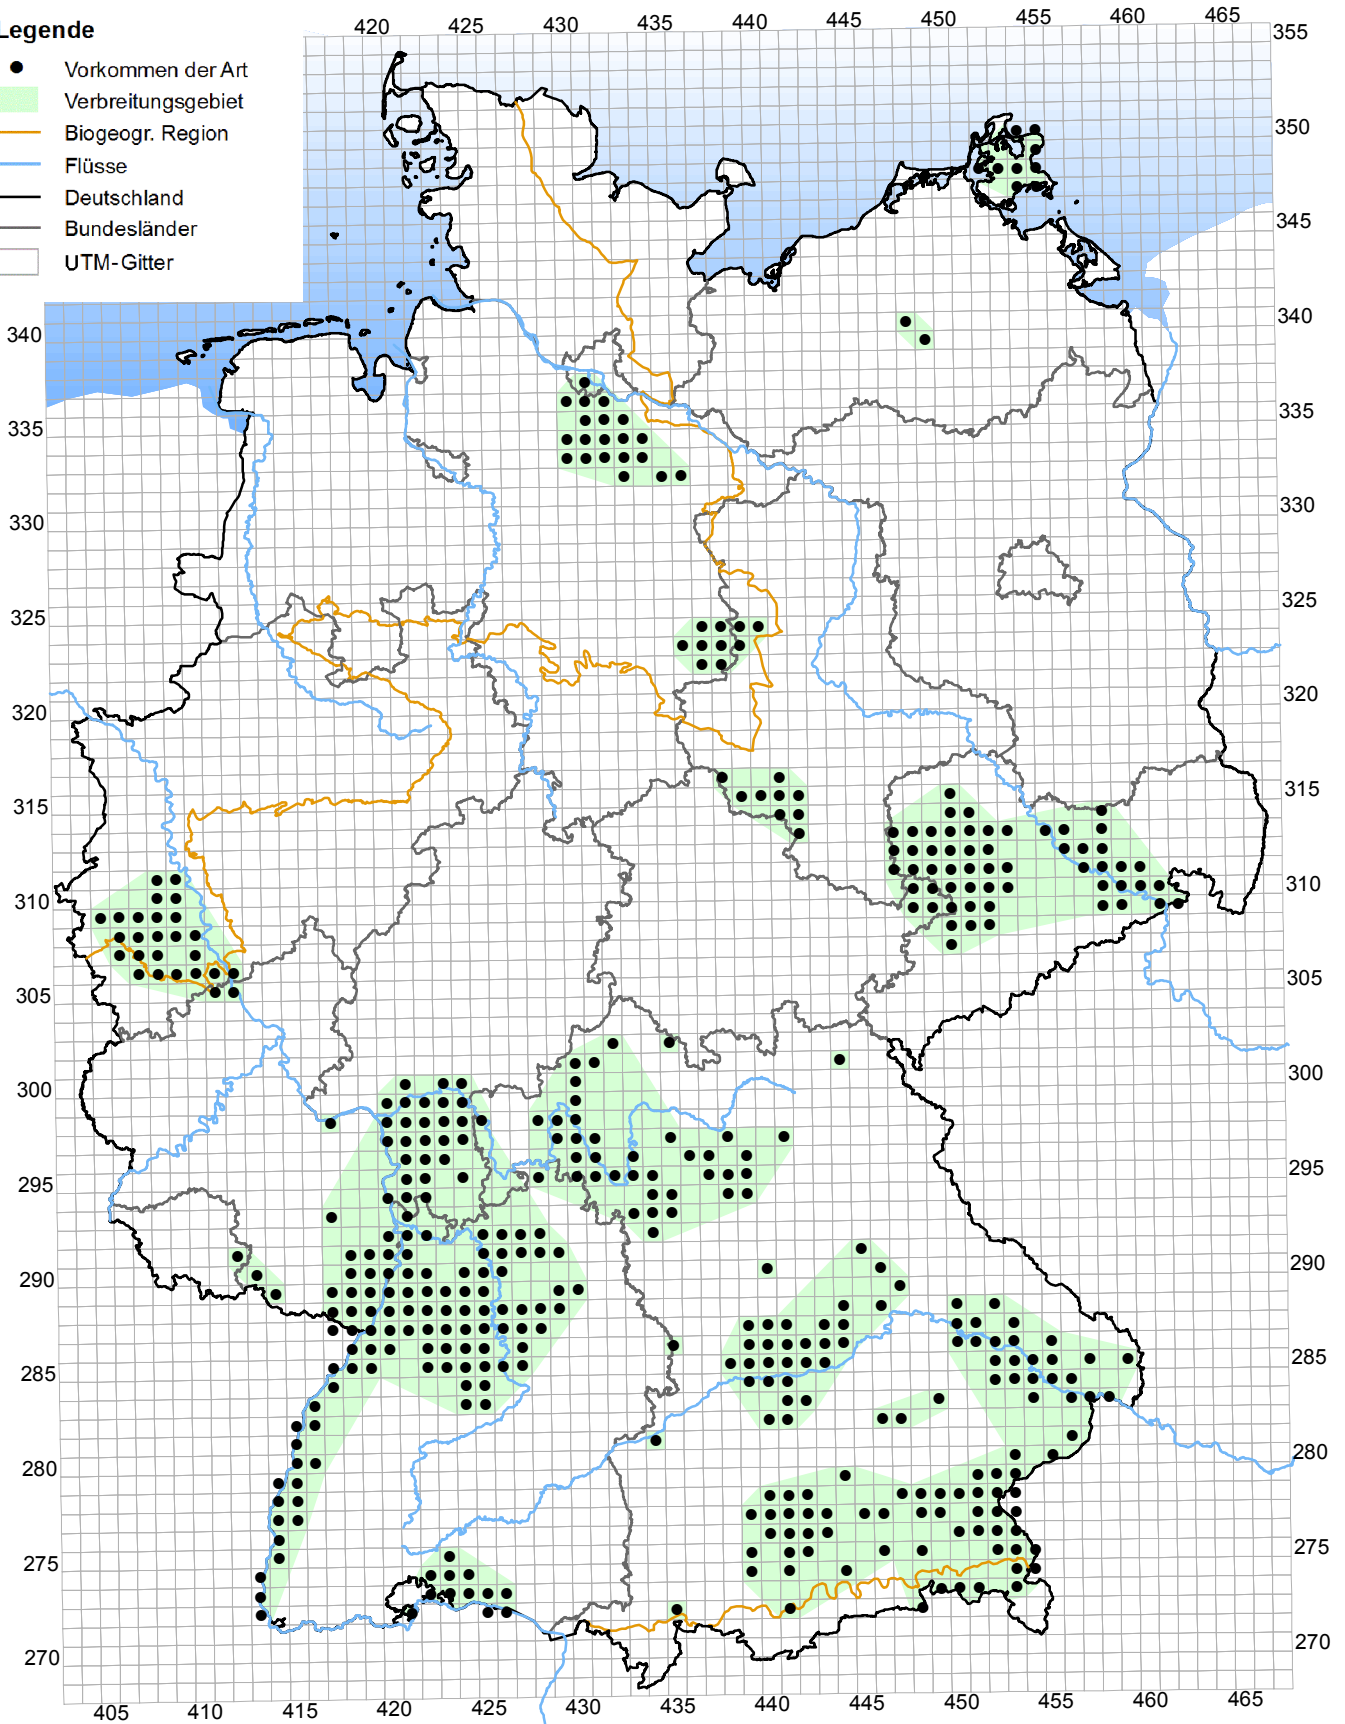 Legende
Vorkommen der Art
Verbreitungsgebiet
Biogeogr. Region
Flüsse
Deutschland
Bundesländer
UTM-Gitter
420 425 430 435 440 445 450 455 460 465
355
350
345
340 340
335 335
330 330
325 325
320 320
315 315
310 310
305 305
300 300
295 295
290 290
285 285
280 280
275 275
270 270
405 410 415 420 425 430 435 440 445 450 455 460 465